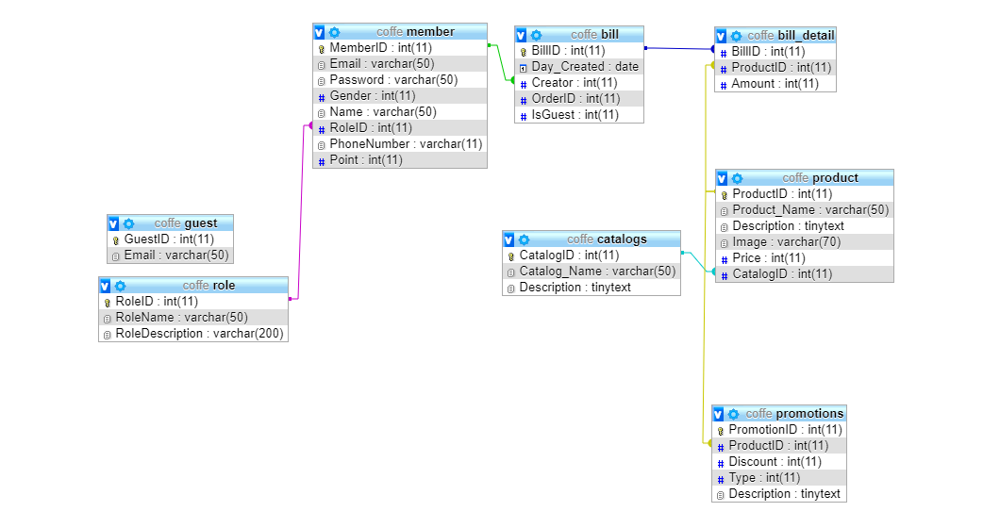 coffe member
MemberID : int(11)
Email : varchar(50)
Password : varchar(50)
Gender : int(11)
Name : varchar(50)
RoleID : int(11)
PhoneNumber : varchar(11)
Point : int(11)
coffe bill
BillID : int(11)
Day_Created : date
Creator : int(11)
OrderID : int(11)
IsGuest : int(11)
coffe bill_detail
BillID : int(11)
ProductID : int(11)
Amount : int(11)
coffe product
ProductID : int(11)
Product_Name : varchar(50)
Description : tinytext
Image : varchar(70)
Price : int(11)
CatalogID : int(11)
coffe guest
GuestID : int(11)
Email : varchar(50)
coffe catalogs
CatalogID : int(11)
Catalog_Name : varchar(50)
Description : tinytext
coffe role
RoleID : int(11)
RoleName : varchar(50)
RoleDescription : varchar(200)
coffe promotions
PromotionID : int(11)
ProductID : int(11)
Discount : int(11)
Type : int(11)
Description : tinytext